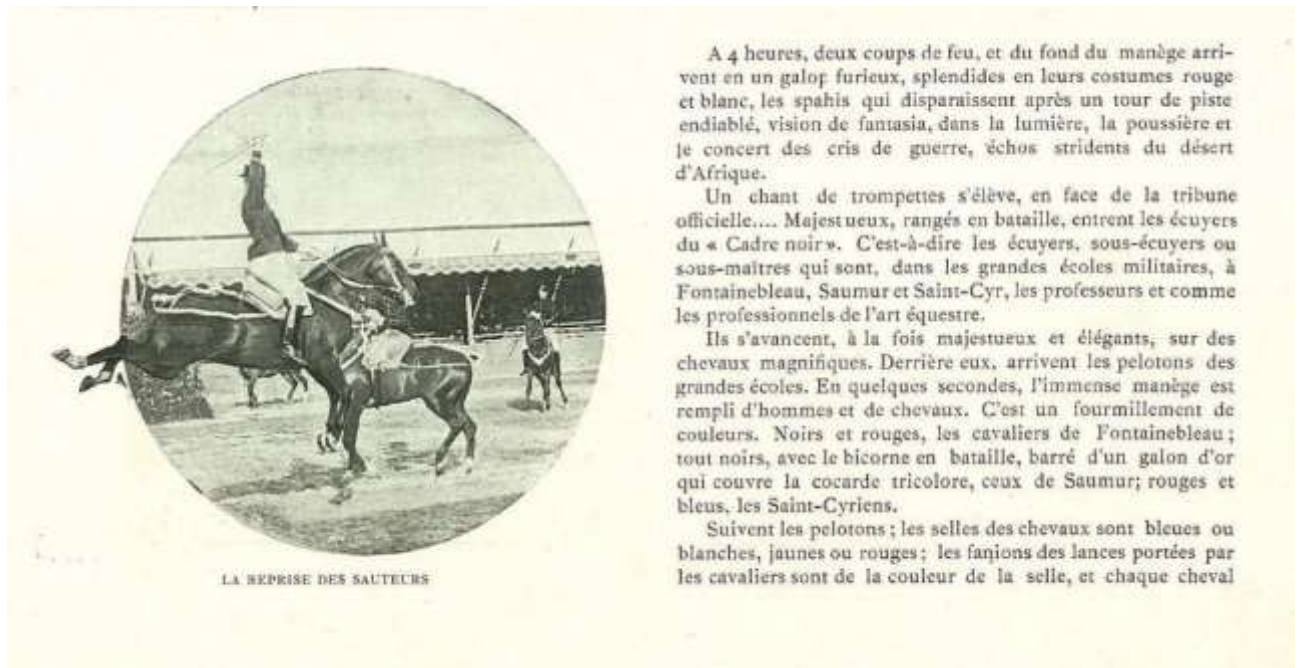 A 4 heures, deux coups de feu, et du fond du manège arri-
vent en un galop furieux, splendides en leurs costumes rouge
et blanc, les spahis qui disparaissent après un tour de piste
endiablé, vision de fantasia, dans la lumière, la poussière et
le concert des cris de guerre, échos stridents du désert
d'Afrique.
Un chant de trompettes s'élève, en face de la tribune
officielle.... Majestueux, rangés en bataille, entrent les écuyers
du « Cadre noir ». C'est-à-dire les écuyers, sous-écuyers ou
sous-maîtres qui sont, dans les grandes écoles militaires, à
Fontainebleau, Saumur et Saint-Cyr, les professeurs et comme
les professionnels de l'art équestre.
Ils s'avancent, à la fois majestueux et élégants, sur des
chevaux magnifiques. Derrière eux, arrivent les pelotons des
grandes écoles. En quelques secondes, l'immense manège est
rempli d'hommes et de chevaux. C'est un fourmillement de
couleurs. Noirs et rouges, les cavaliers de Fontainebleau ;
tout noirs, avec le bicorne en bataille, barré d'un galon d'or
qui couvre la cocarde tricolore, ceux de Saumur; rouges et
bleus, les Saint-Cyriens.
Suivent les pelotons ; les selles des chevaux sont bleues ou
blanches, jaunes ou rouges ; les fanions des lances portées par
les cavaliers sont de la couleur de la selle, et chaque cheval
LA REPRISE DES SAUTEURS